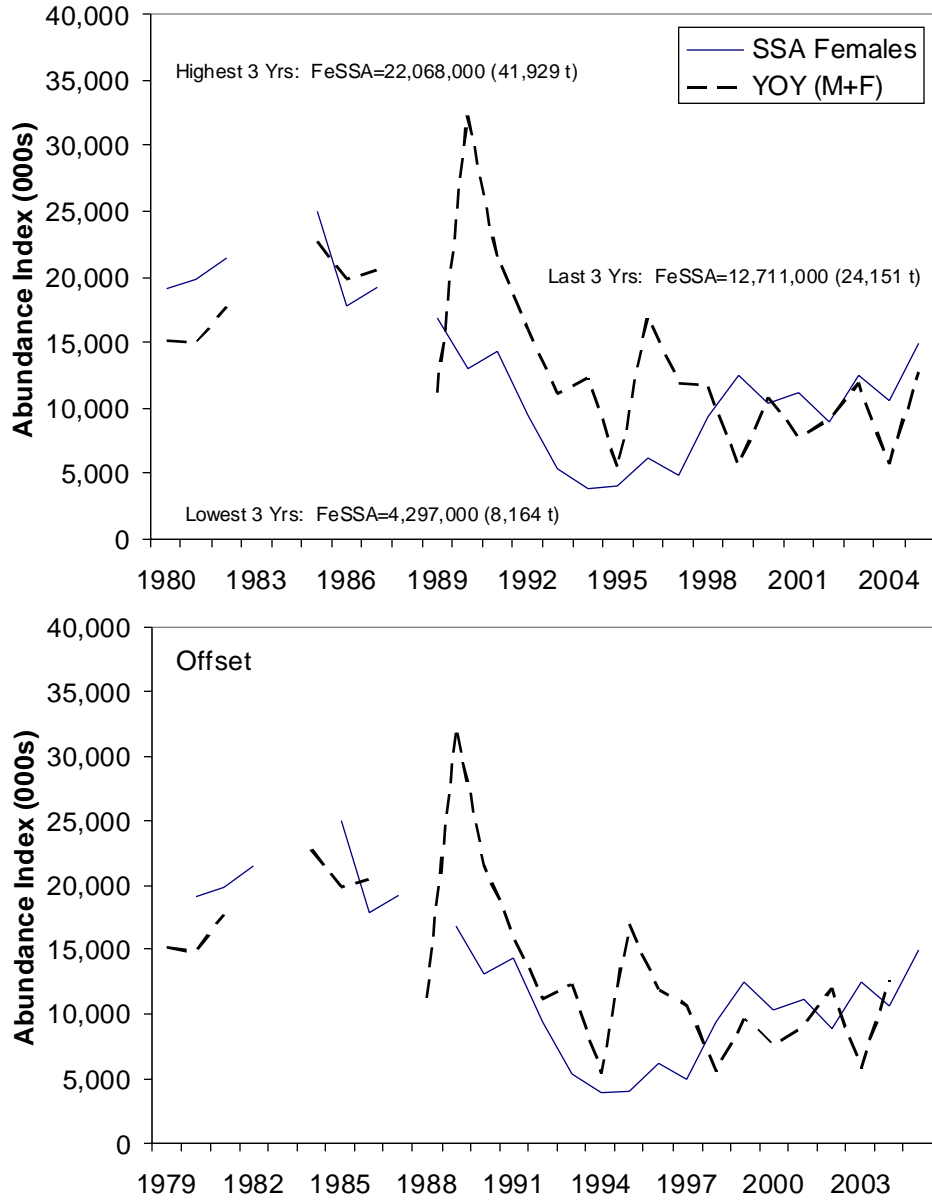 40,000
35,000
30,000
25,000
20,000
15,000
10,000
5,000
0
Abundance Index (000s)
SSA Females
YOY (M+F)
Highest 3 Yrs: FeSSA=22,068,000 (41,929 t)
Last 3 Yrs: FeSSA=12,711,000 (24,151 t)
Lowest 3 Yrs: FeSSA=4,297,000 (8,164 t)
1980 1983 1986 1989 1992 1995 1998 2001 2004
40,000
35,000
30,000
25,000
20,000
15,000
10,000
5,000
0
Abundance Index (000s)
Offset
1979 1982 1985 1988 1991 1994 1997 2000 2003